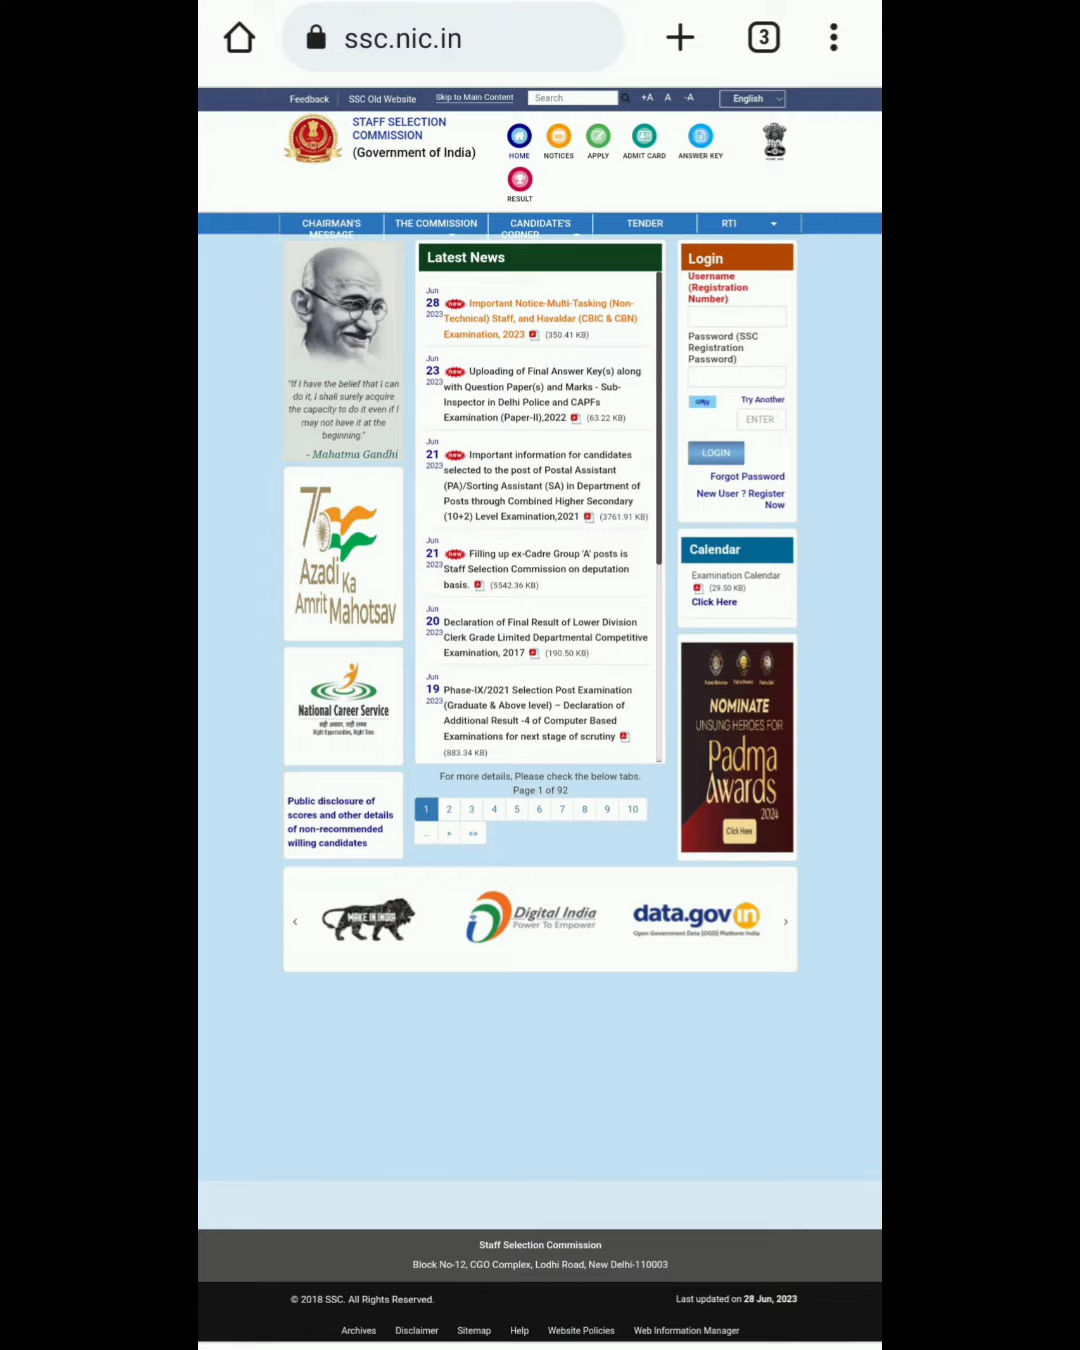 ssc.nic.in
3
Feedback
SSC Old Website
Skip to Main Content
Search
+A A -A
English
STAFF SELECTION
COMMISSION
(Government of India)
HOME
NOTICES
APPLY
ADMIT CARD
ANSWER KEY
RESULT
CHAIRMAN'S
MESSAGE
THE COMMISSION
CANDIDATE'S
CORNER
TENDER
RTI
"If I have the belief that I can
do it, I shall surely acquire
the capacity to do it even if I
may not have it at the
beginning."
- Mahatma Gandhi
75
Azadi
Ka
Amrit Mahotsav
National Career Service
Right Opportunities, Right Time
Public disclosure of
scores and other details
of non-recommended
willing candidates
Latest News
Jun
28
2023
new Important Notice-Multi-Tasking (Non-
Technical) Staff, and Havaldar (CBIC & CBN)
Examination, 2023 (350.41 KB)
Jun
23
2023
new Uploading of Final Answer Key(s) along
with Question Paper(s) and Marks - Sub-
Inspector in Delhi Police and CAPFs
Examination (Paper-II),2022 (63.22 KB)
Jun
21
2023
new Important information for candidates
selected to the post of Postal Assistant
(PA)/Sorting Assistant (SA) in Department of
Posts through Combined Higher Secondary
(10+2) Level Examination,2021 (3761.91 KB)
Jun
21
2023
new Filling up ex-Cadre Group 'A' posts is
Staff Selection Commission on deputation
basis. (5542.36 KB)
Jun
20
2023
Declaration of Final Result of Lower Division
Clerk Grade Limited Departmental Competitive
Examination, 2017 (190.50 KB)
Jun
19
2023
Phase-IX/2021 Selection Post Examination
(Graduate & Above level) – Declaration of
Additional Result -4 of Computer Based
Examinations for next stage of scrutiny
(883.34 KB)
For more details, Please check the below tabs.
Page 1 of 92
1 2 3 4 5 6 7 8 9 10
... » »»
Login
Username
(Registration
Number)
Password (SSC
Registration
Password)
Try Another
ENTER
LOGIN
Forgot Password
New User ? Register
Now
Calendar
Examination Calendar
(29.50 KB)
Click Here
NOMINATE
UNSUNG HEROES FOR
Padma
Awards
2024
Click Here
MAKE IN INDIA
Digital India
Power To Empower
data.gov in
Open Government Data (OGD) Platform India
Staff Selection Commission
Block No-12, CGO Complex, Lodhi Road, New Delhi-110003
© 2018 SSC. All Rights Reserved.
Last updated on 28 Jun, 2023
Archives
Disclaimer
Sitemap
Help
Website Policies
Web Information Manager